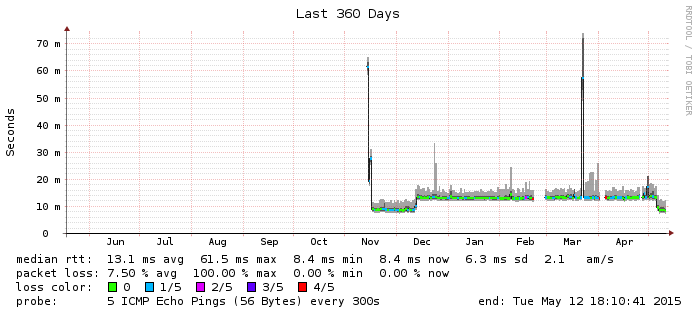 Last 360 Days
RRDTOOL / TOBI OETIKER
Seconds
70 m
60 m
50 m
40 m
30 m
20 m
10 m
0
Jun Jul Aug Sep Oct Nov Dec Jan Feb Mar Apr
median rtt: 13.1 ms avg 61.5 ms max 8.4 ms min 8.4 ms now 6.3 ms sd 2.1 am/s
packet loss: 7.50 % avg 100.00 % max 0.00 % min 0.00 % now
loss color: 0 1/5 2/5 3/5 4/5
probe: 5 ICMP Echo Pings (56 Bytes) every 300s end: Tue May 12 18:10:41 2015